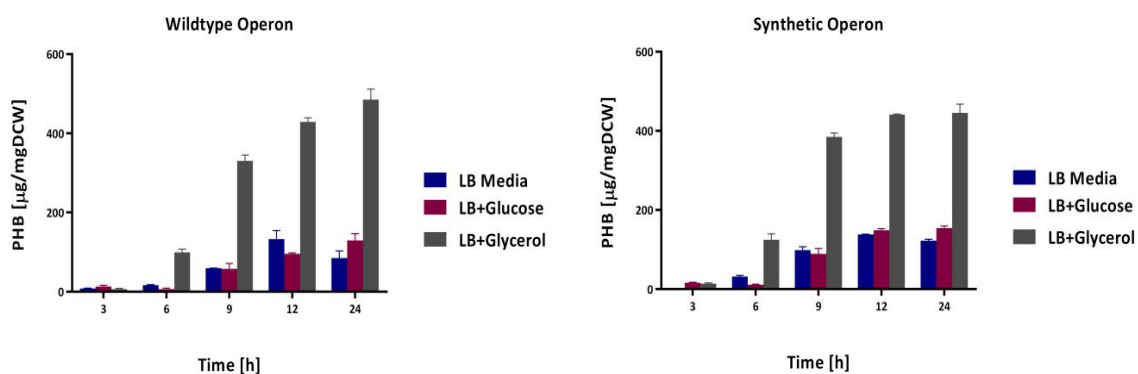 Wildtype Operon
600
400
200
0
PHB [µg/mgDCW]
3 6 9 12 24
Time [h]
LB Media
LB+Glucose
LB+Glycerol
Synthetic Operon
600
400
200
0
PHB [µg/mgDCW]
3 6 9 12 24
Time [h]
LB Media
LB+Glucose
LB+Glycerol